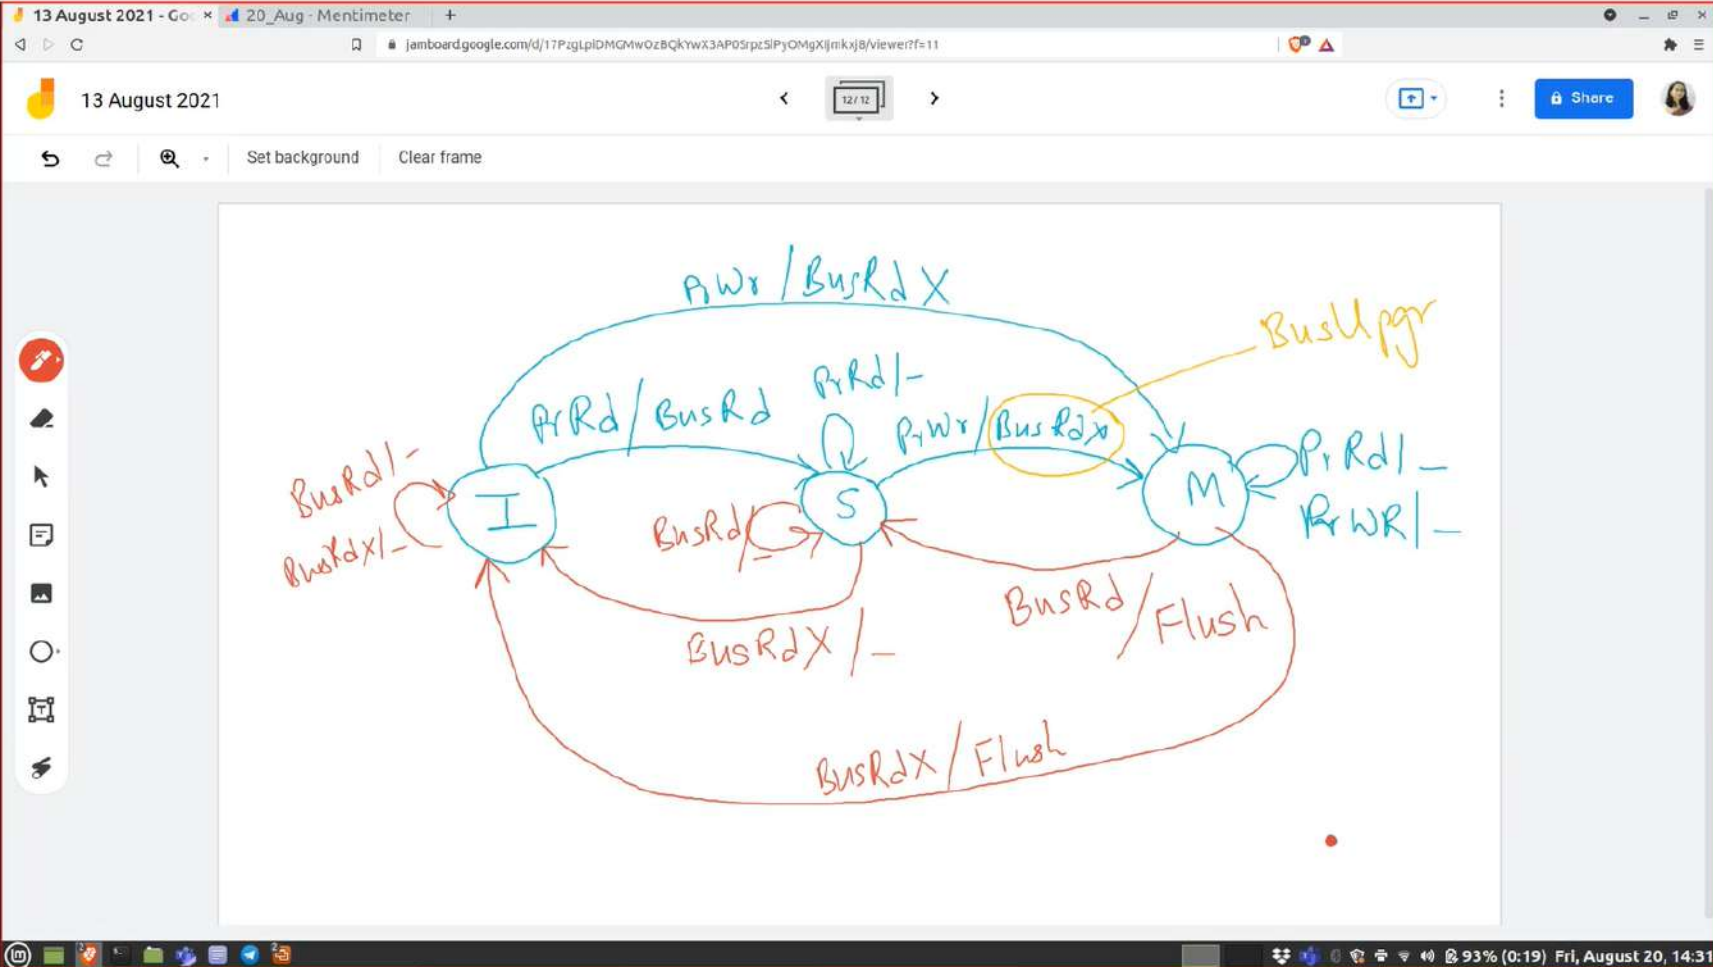 13 August 2021 - Goo × 20_Aug - Mentimeter +
jamboard.google.com/d/17PzgLplDMGMwOzBQkYwX3AP0SrpzSlPyOMgXIjmkxj8/viewer?f=11
13 August 2021
12 / 12
Share
Set background
Clear frame
PrWr / BusRdX
BusUpgr
PrRd / BusRd
PrRd / -
PrWr / BusRdX
PrRd / -
PrWR / -
BusRd / -
BusRdX / -
I
S
M
BusRd / -
BusRdX / -
BusRd / Flush
BusRdX / Flush
93% (0:19) Fri, August 20, 14:31